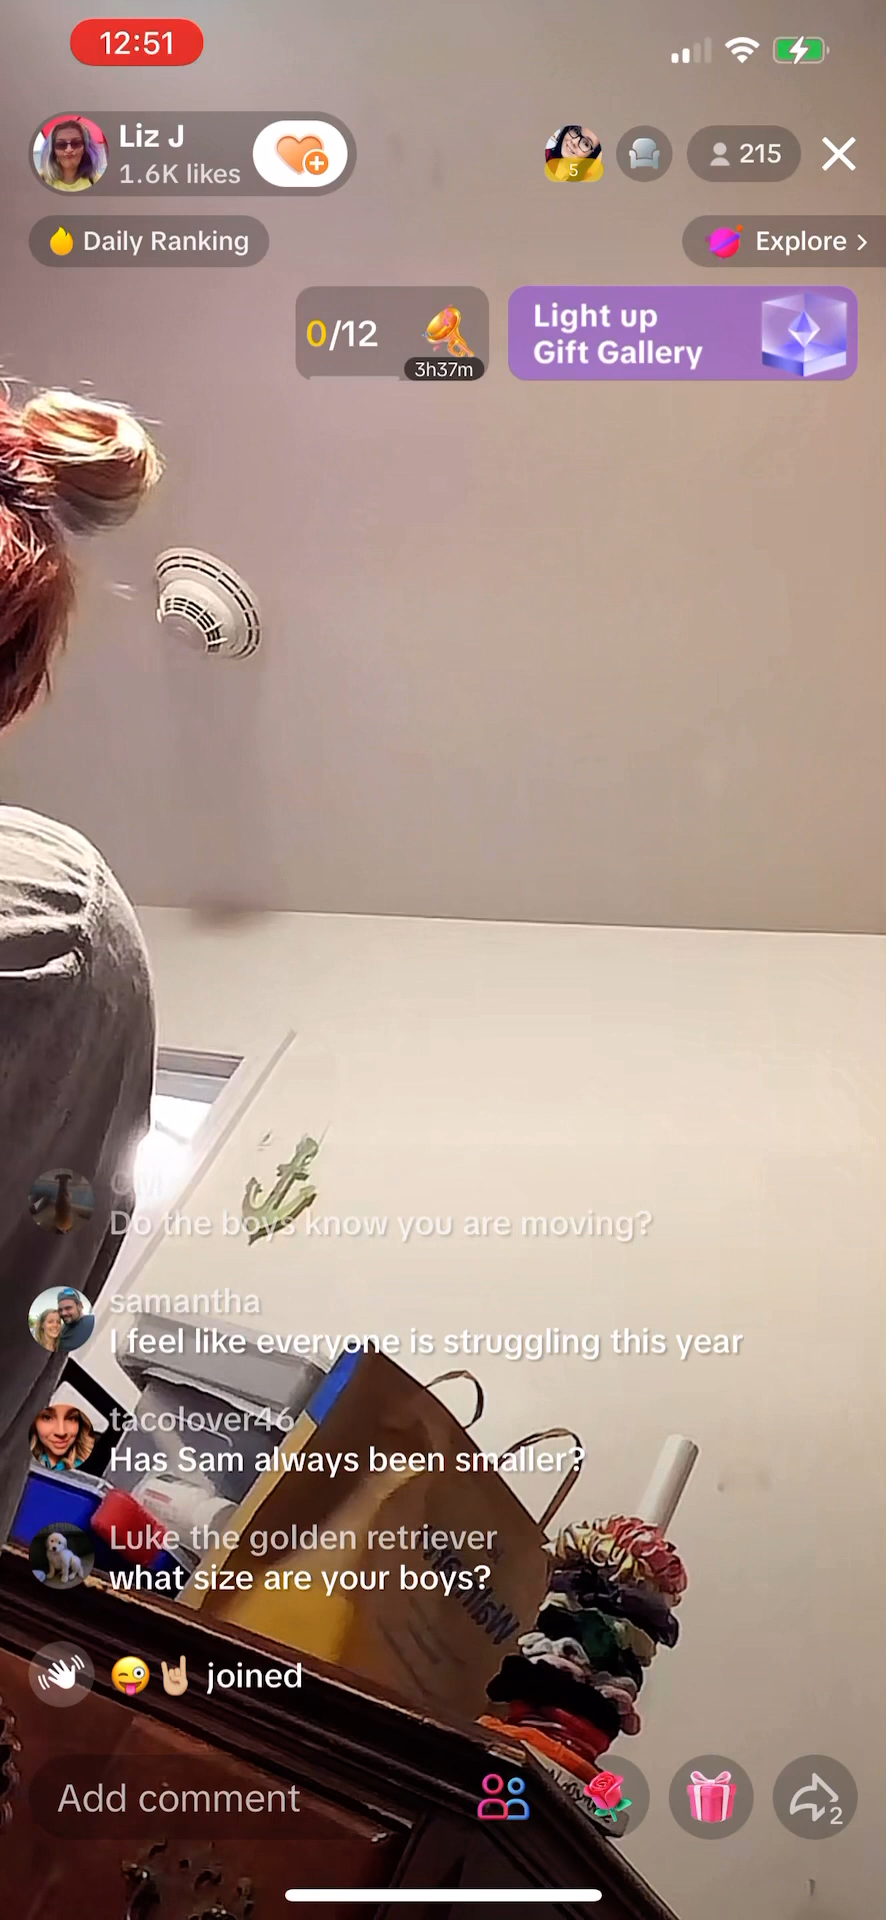 12:51
Liz J
1.6K likes
5
215
Daily Ranking
Explore >
0/12
3h37m
Light up
Gift Gallery
Do the boys know you are moving?
samantha
I feel like everyone is struggling this year
tacolover46
Has Sam always been smaller?
Luke the golden retriever
what size are your boys?
😜🤘🏼 joined
Add comment
2